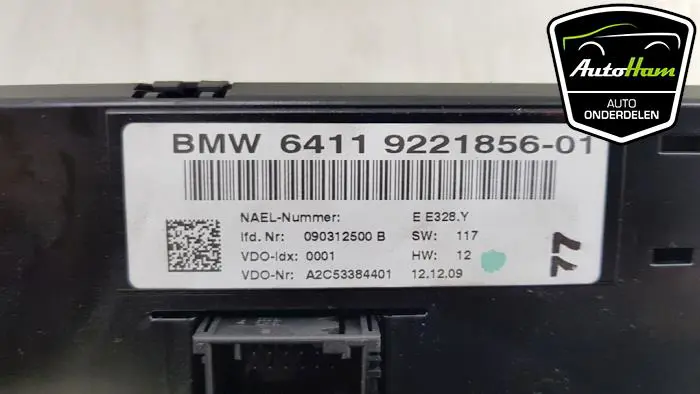 AutoHam
AUTO
ONDERDELEN
BMW 6411 9221856-01
NAEL-Nummer: E E328.Y
lfd. Nr: 090312500 B SW: 117
VDO-Idx: 0001 HW: 12
VDO-Nr: A2C53384401 12.12.09
77